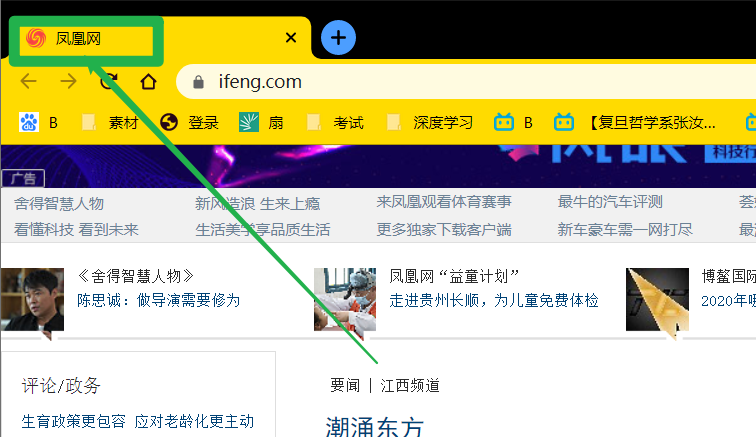 凤凰网
ifeng.com
B 素材 登录 扇 考试 深度学习 B 【复旦哲学系张汝...
广告
科技行
舍得智慧人物 新风造浪 生来上瘾 来凤凰观看体育赛事 最牛的汽车评测
看懂科技 看到未来 生活美学享品质生活 更多独家下载客户端 新车豪车需一网打尽
《舍得智慧人物》 凤凰网“益童计划” 博鳌国际
陈思诚：做导演需要修为 走进贵州长顺，为儿童免费体检 2020年
评论/政务
要闻 | 江西频道
生育政策更包容 应对老龄化更主动
潮涌东方